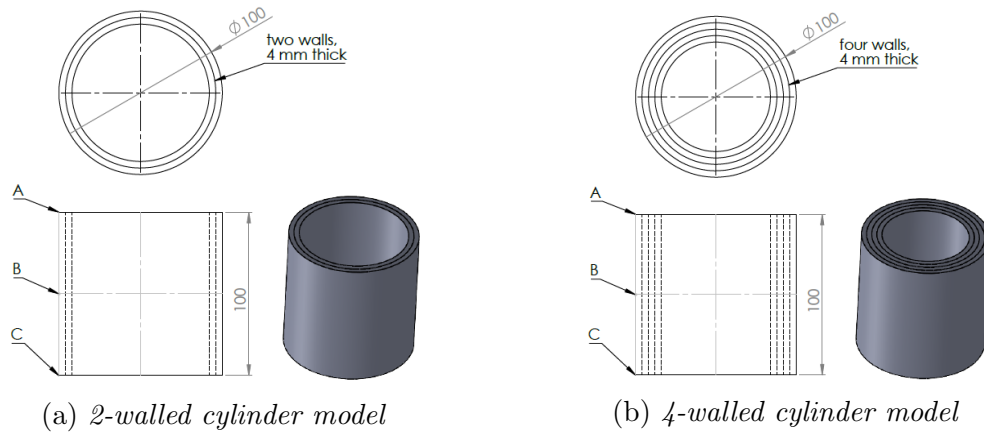 Ø100
two walls,
4 mm thick
A
B
C
100
(a) 2-walled cylinder model
Ø100
four walls,
4 mm thick
A
B
C
100
(b) 4-walled cylinder model